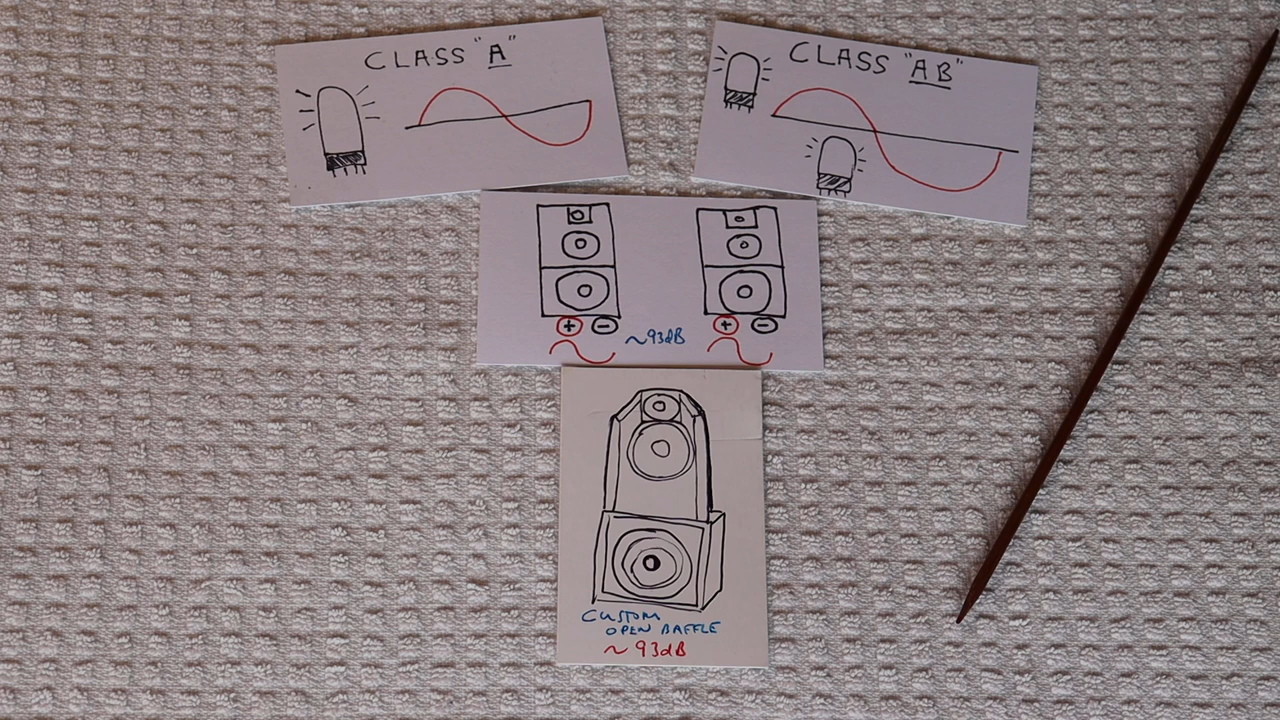 CLASS "A"
CLASS "AB"
+ − ~93dB + −
CUSTOM
OPEN BAFFLE
~93dB